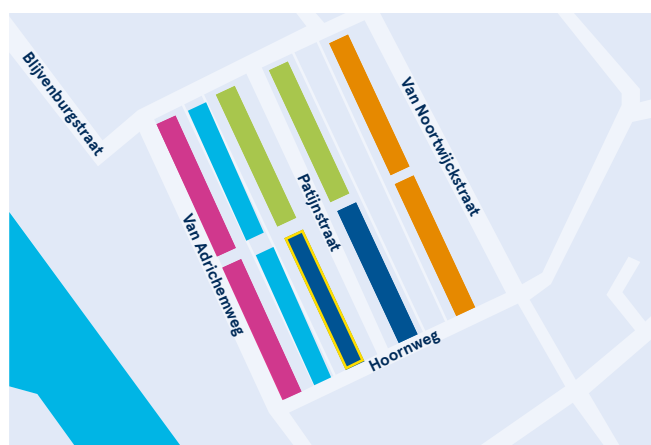 Blijvenburgstraat
Van Noortwijckstraat
Patijnstraat
Van Adrichemweg
Hoornweg